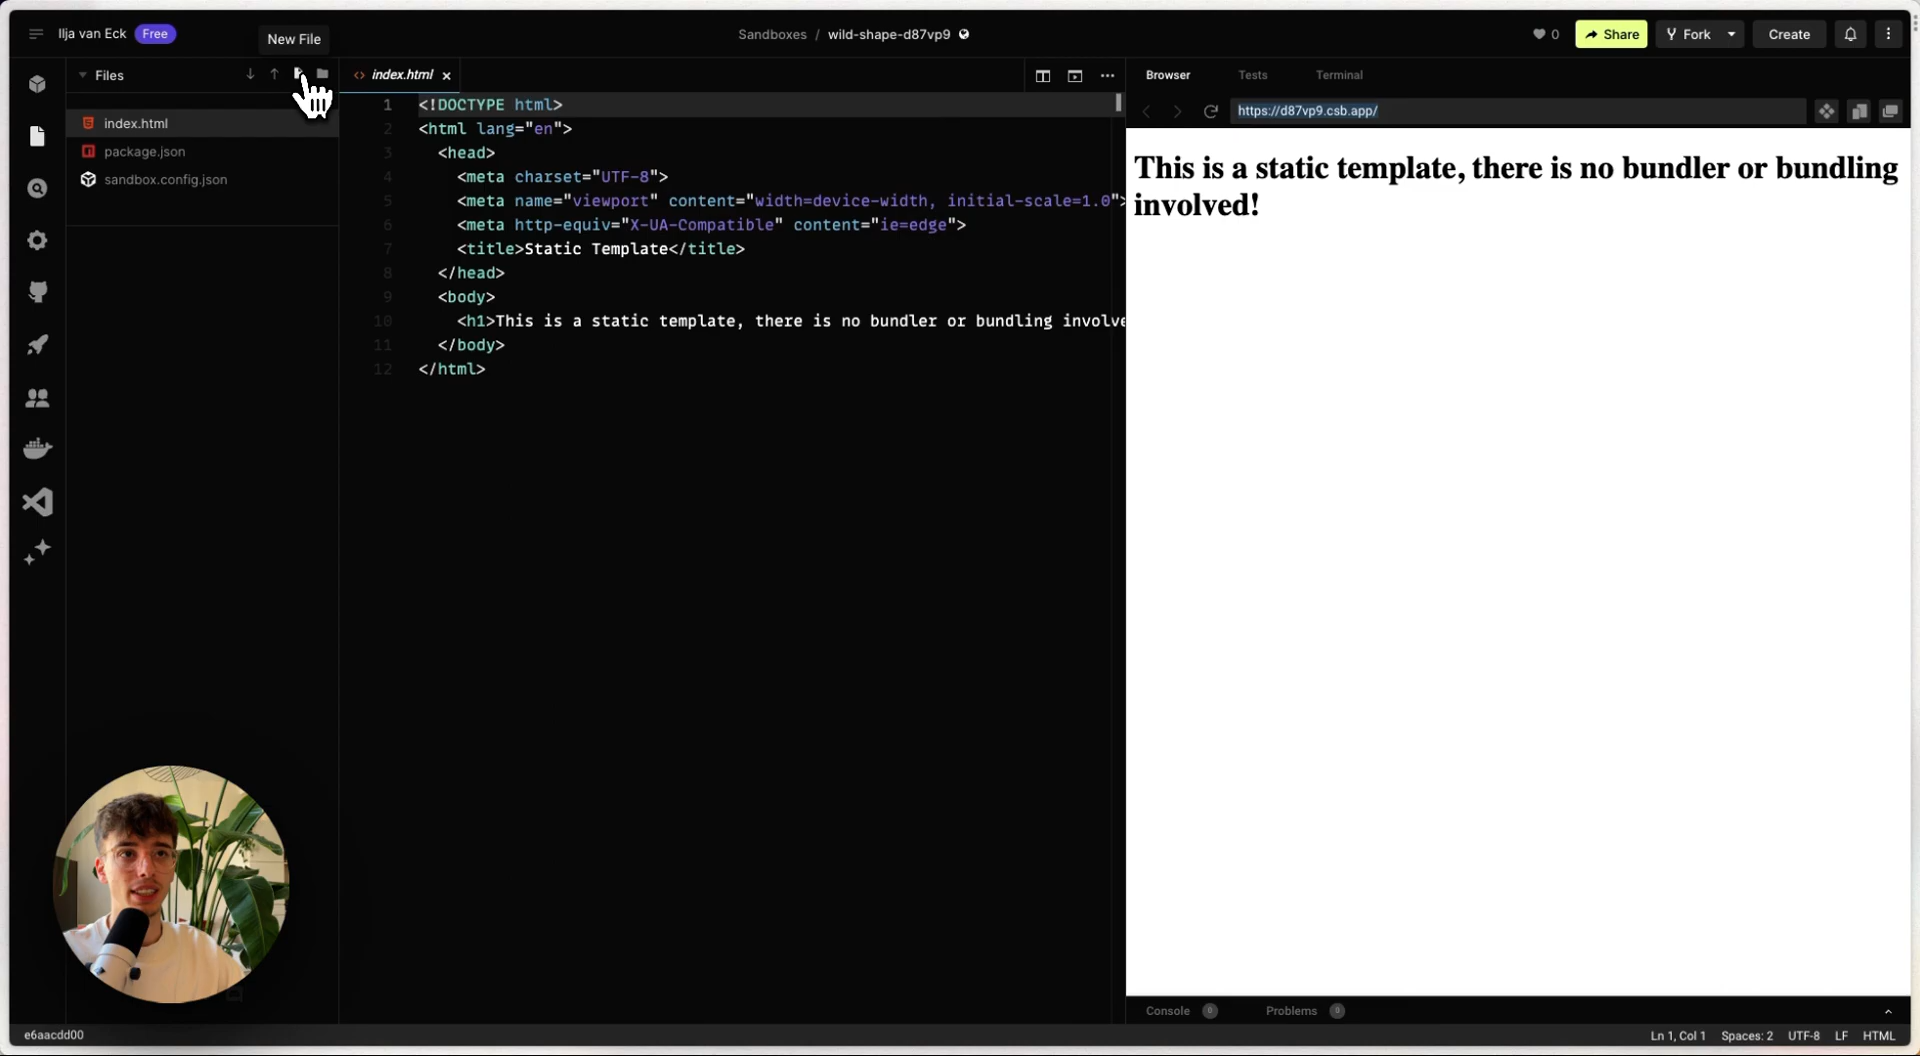 Ilja van Eck Free
New File
Sandboxes / wild-shape-d87vp9
0 Share Fork Create
Files
index.html
package.json
sandbox.config.json
index.html
1 <!DOCTYPE html>
2 <html lang="en">
3 <head>
4 <meta charset="UTF-8">
5 <meta name="viewport" content="width=device-width, initial-scale=1.0">
6 <meta http-equiv="X-UA-Compatible" content="ie=edge">
7 <title>Static Template</title>
8 </head>
9 <body>
10 <h1>This is a static template, there is no bundler or bundling involve
11 </body>
12 </html>
Browser Tests Terminal
https://d87vp9.csb.app/
This is a static template, there is no bundler or bundling
involved!
Console 0 Problems 0
e6aacdd00
Ln 1, Col 1 Spaces: 2 UTF-8 LF HTML